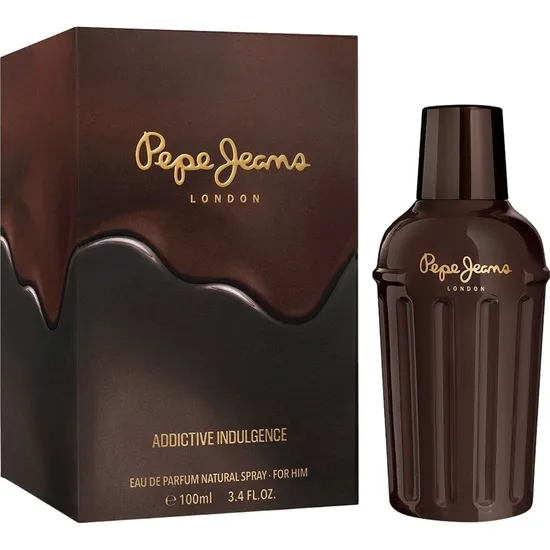 Pepe Jeans
LONDON
ADDICTIVE INDULGENCE
EAU DE PARFUM NATURAL SPRAY · FOR HIM
℮ 100ml 3.4 FL.OZ.
Pepe Jeans
LONDON